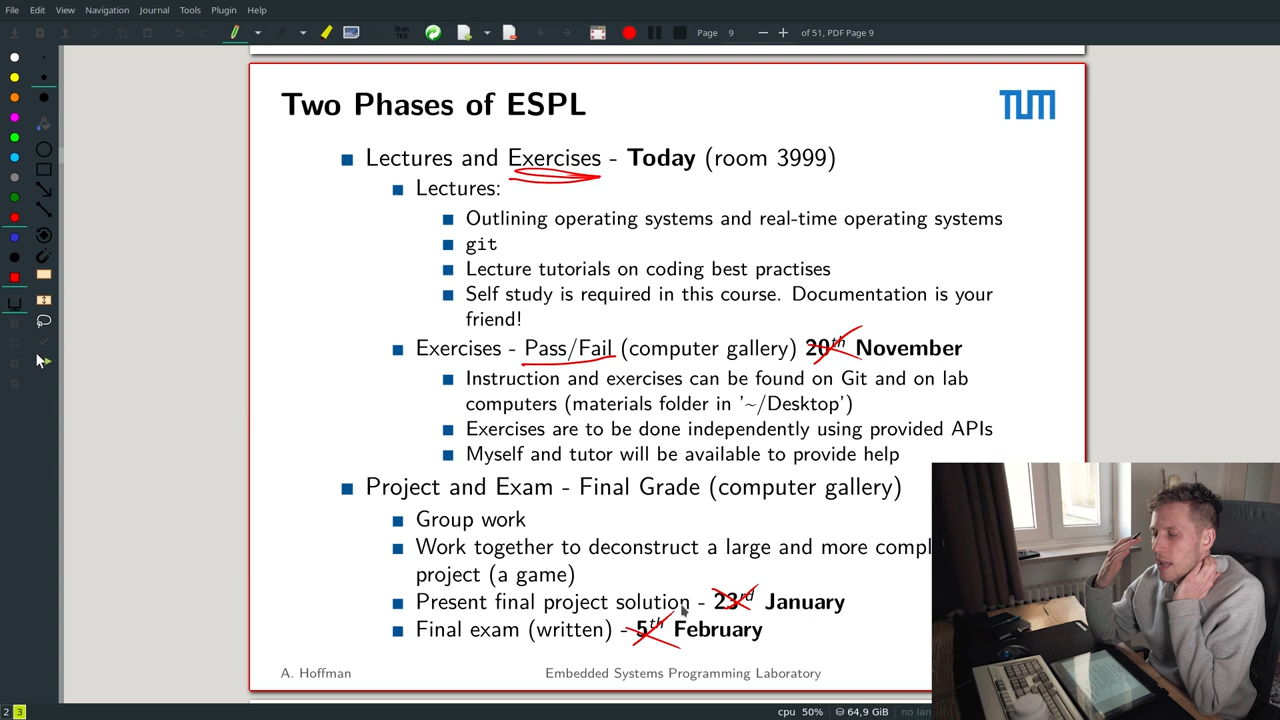 File Edit View Navigation Journal Tools Plugin Help
Math
TEX
Page 9 of 51, PDF Page 9
Two Phases of ESPL
TUM
Lectures and Exercises - Today (room 3999)
Lectures:
Outlining operating systems and real-time operating systems
git
Lecture tutorials on coding best practises
Self study is required in this course. Documentation is your
friend!
Exercises - Pass/Fail (computer gallery) 20th November
Instruction and exercises can be found on Git and on lab
computers (materials folder in '~/Desktop')
Exercises are to be done independently using provided APIs
Myself and tutor will be available to provide help
Project and Exam - Final Grade (computer gallery)
Group work
Work together to deconstruct a large and more compl
project (a game)
Present final project solution - 23rd January
Final exam (written) - 5th February
A. Hoffman Embedded Systems Programming Laboratory
2 3 cpu 50% 64,9 GiB no lan